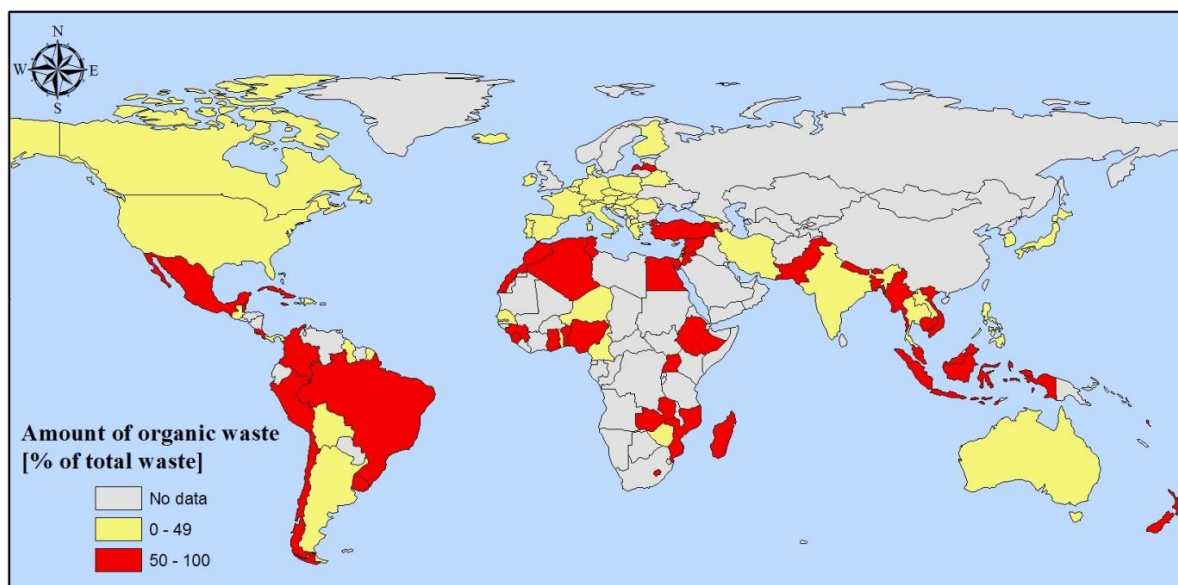 N
W E
S
Amount of organic waste
[% of total waste]
No data
0 - 49
50 - 100